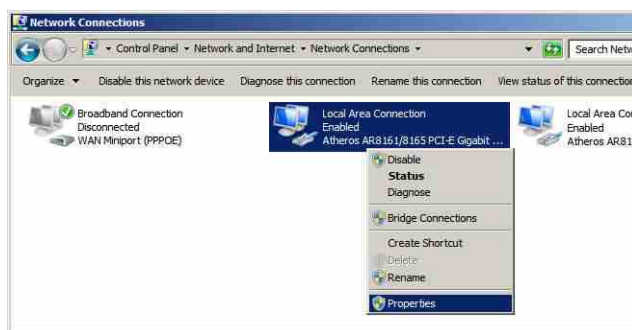 Network Connections
Control Panel Network and Internet Network Connections
Search Netw
Organize Disable this network device Diagnose this connection Rename this connection View status of this connection
Broadband Connection
Disconnected
WAN Miniport (PPPOE)
Local Area Connection
Enabled
Atheros AR8161/8165 PCI-E Gigabit ...
Local Area Co
Enabled
Atheros AR81
Disable
Status
Diagnose
Bridge Connections
Create Shortcut
Delete
Rename
Properties